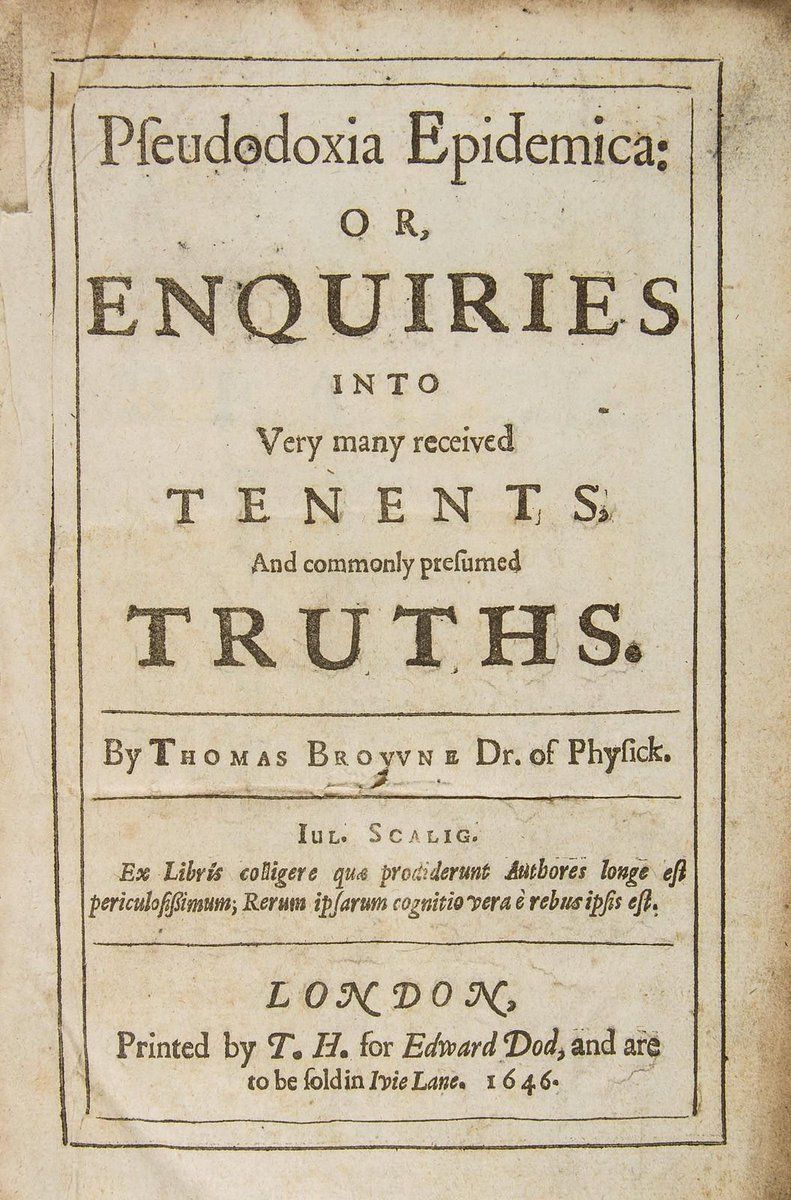 Pſeudodoxia Epidemica:
OR,
ENQUIRIES
INTO
Very many received
TENENTS,
And commonly preſumed
TRUTHS.
By THOMAS BROVVNE Dr. of Phyſick.
IUL. SCALIG.
Ex Libris colligere quæ prodiderunt Authores longe eſt
periculoſiſſimum; Rerum ipſarum cognitio vera è rebus ipſis eſt.
LONDON,
Printed by T. H. for Edward Dod, and are
to be ſold in Ivie Lane. 1646.